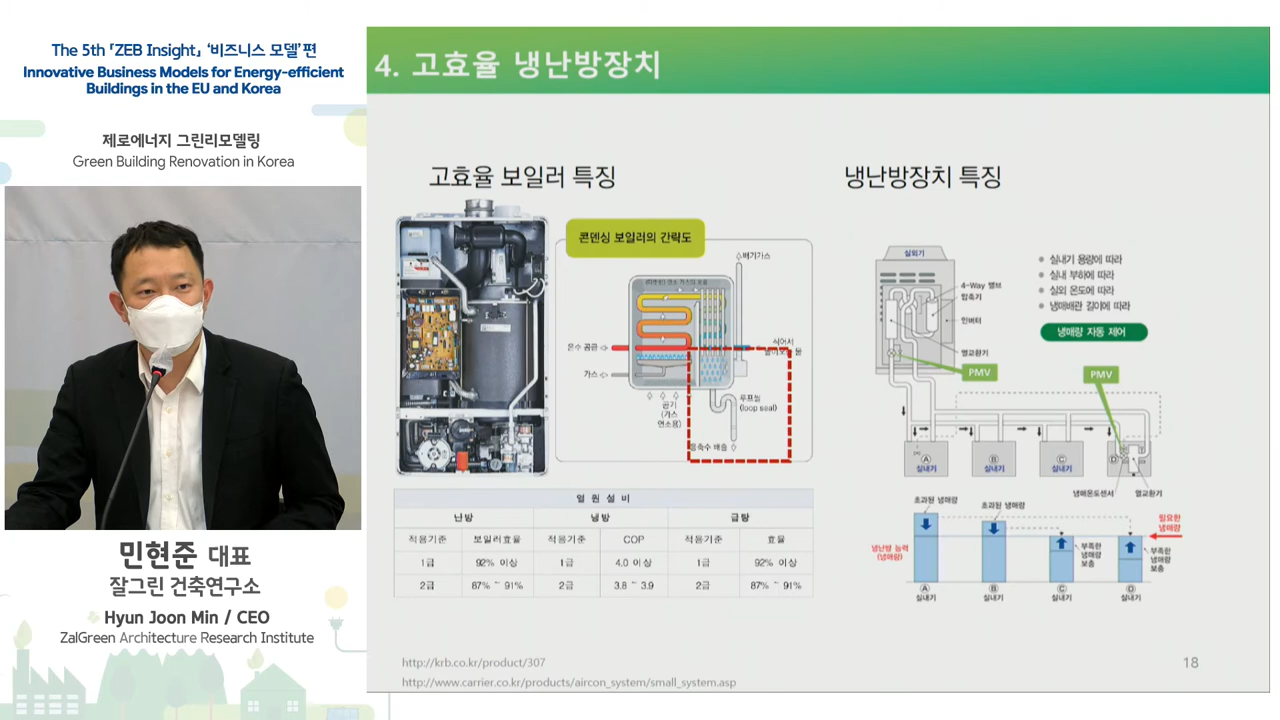 The 5th 「ZEB Insight」 '비즈니스 모델'편
Innovative Business Models for Energy-efficient
Buildings in the EU and Korea
제로에너지 그린리모델링
Green Building Renovation in Korea
민현준 대표
잘그린 건축연구소
Hyun Joon Min / CEO
ZalGreen Architecture Research Institute
4. 고효율 냉난방장치
고효율 보일러 특징
콘덴싱 보일러의 간략도
배기가스
온수 공급
가스
공기
(가스
연소용)
루프씰
(loop seal)
응축수 배출
열 원 설 비
난 방 냉 방 급 탕
적용기준 보일러효율 적용기준 COP 적용기준 효율
1급 92% 이상 1급 4.0 이상 1급 92% 이상
2급 87% ~ 91% 2급 3.8 ~ 3.9 2급 87% ~ 91%
냉난방장치 특징
실외기
4-Way 밸브
압축기
인버터
열교환기
PMV
PMV
실내기 용량에 따라
실내 부하에 따라
실외 온도에 따라
냉매배관 길이에 따라
냉매량 자동 제어
A 실내기
B 실내기
C 실내기
D
냉매온도센서
열교환기
초과된 냉매량
초과된 냉매량
필요한
냉매량
냉난방 능력
(냉매량)
부족한
냉매량
보충
부족한
냉매량
보충
A B C D
실내기 실내기 실내기 실내기
http://krb.co.kr/product/307
http://www.carrier.co.kr/products/aircon_system/small_system.asp
18